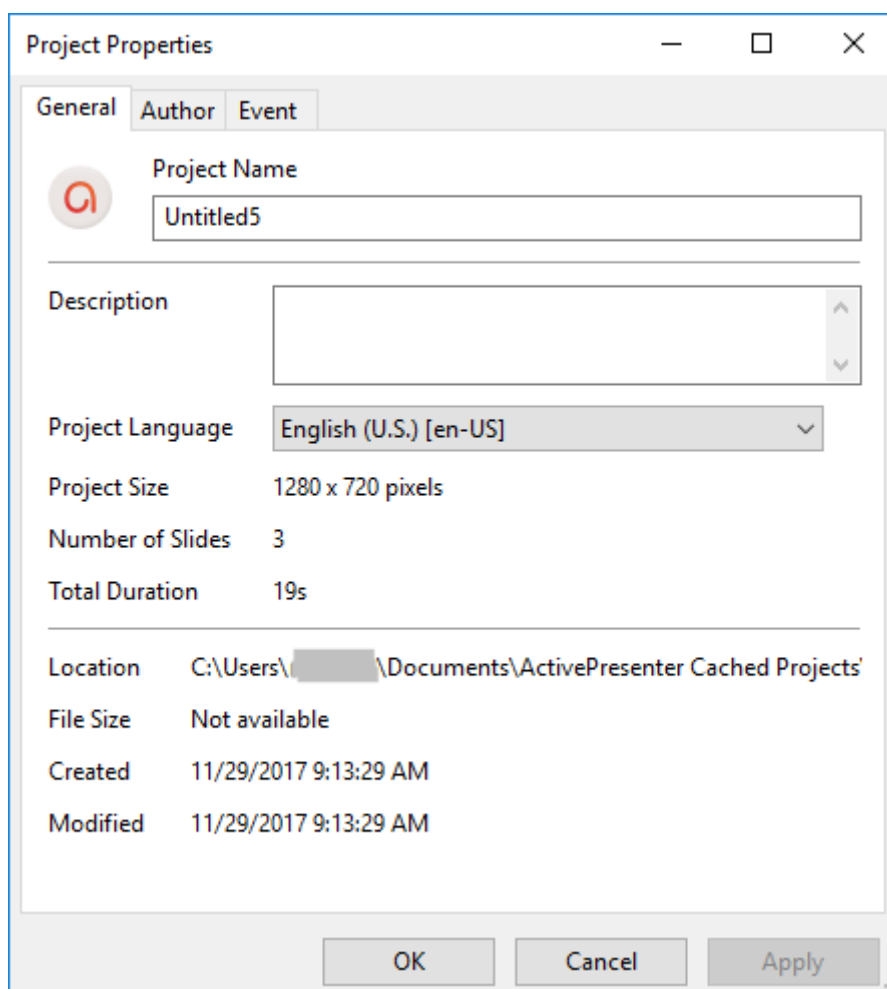 Project Properties
General Author Event
Project Name
Untitled5
Description
Project Language English (U.S.) [en-US]
Project Size 1280 x 720 pixels
Number of Slides 3
Total Duration 19s
Location C:\Users\ \Documents\ActivePresenter Cached Projects\
File Size Not available
Created 11/29/2017 9:13:29 AM
Modified 11/29/2017 9:13:29 AM
OK Cancel Apply